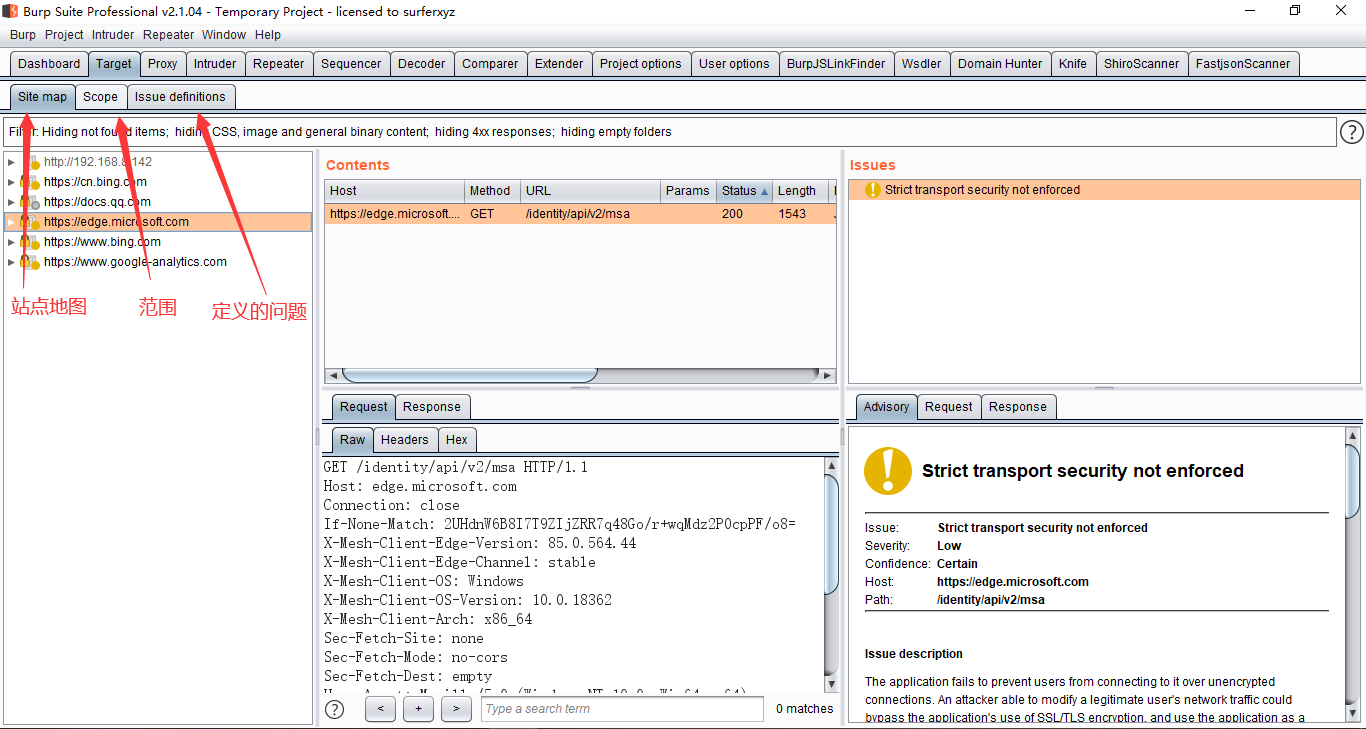 Burp Suite Professional v2.1.04 - Temporary Project - licensed to surferxyz
Burp Project Intruder Repeater Window Help
Dashboard Target Proxy Intruder Repeater Sequencer Decoder Comparer Extender Project options User options BurpJSLinkFinder Wsdler Domain Hunter Knife ShiroScanner FastjsonScanner
Site map Scope Issue definitions
Filter: Hiding not found items; hiding CSS, image and general binary content; hiding 4xx responses; hiding empty folders
http://192.168.8.142
https://cn.bing.com
https://docs.qq.com
https://edge.microsoft.com
https://www.bing.com
https://www.google-analytics.com
站点地图 范围 定义的问题
Contents
Host Method URL Params Status Length
https://edge.microsoft.... GET /identity/api/v2/msa 200 1543
Request Response
Raw Headers Hex
GET /identity/api/v2/msa HTTP/1.1
Host: edge.microsoft.com
Connection: close
If-None-Match: 2UHdnW6B8I7T9ZIjZRR7q48Go/r+wqMdz2P0cpPF/o8=
X-Mesh-Client-Edge-Version: 85.0.564.44
X-Mesh-Client-Edge-Channel: stable
X-Mesh-Client-OS: Windows
X-Mesh-Client-OS-Version: 10.0.18362
X-Mesh-Client-Arch: x86_64
Sec-Fetch-Site: none
Sec-Fetch-Mode: no-cors
Sec-Fetch-Dest: empty
? < + > Type a search term 0 matches
Issues
Strict transport security not enforced
Advisory Request Response
Strict transport security not enforced
Issue: Strict transport security not enforced
Severity: Low
Confidence: Certain
Host: https://edge.microsoft.com
Path: /identity/api/v2/msa
Issue description
The application fails to prevent users from connecting to it over unencrypted
connections. An attacker able to modify a legitimate user's network traffic could
bypass the application's use of SSL/TLS encryption, and use the application as a